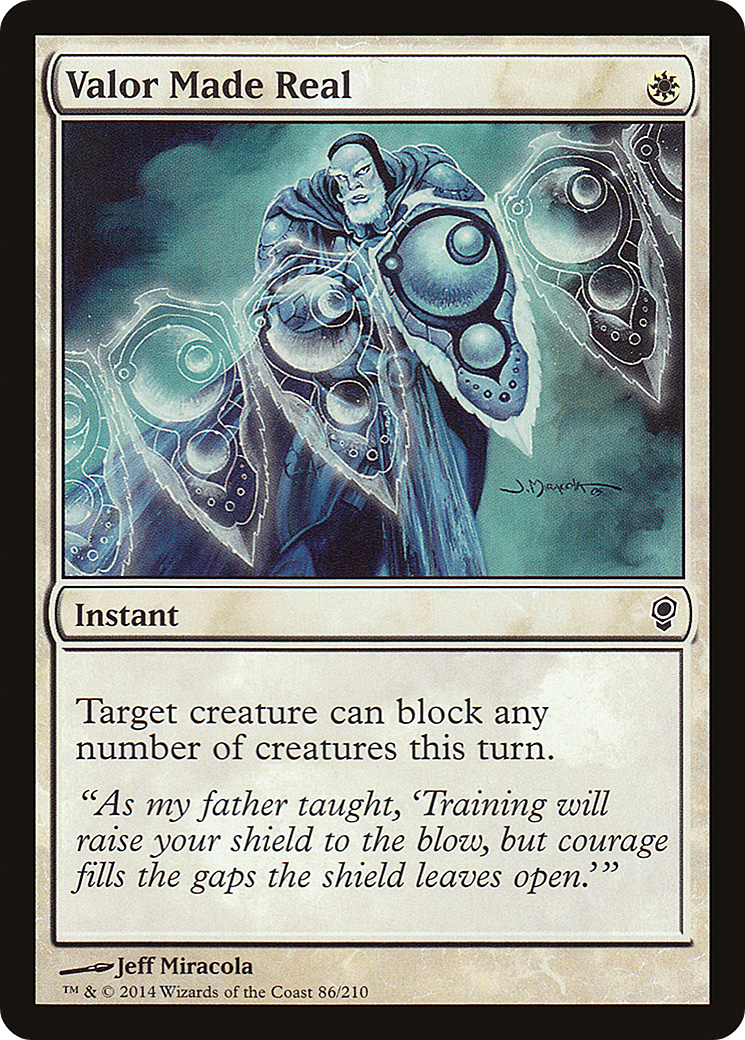 Valor Made Real
J. Miracola 05
Instant
Target creature can block any
number of creatures this turn.
“As my father taught, ‘Training will
raise your shield to the blow, but courage
fills the gaps the shield leaves open.’”
Jeff Miracola
™ & © 2014 Wizards of the Coast 86/210